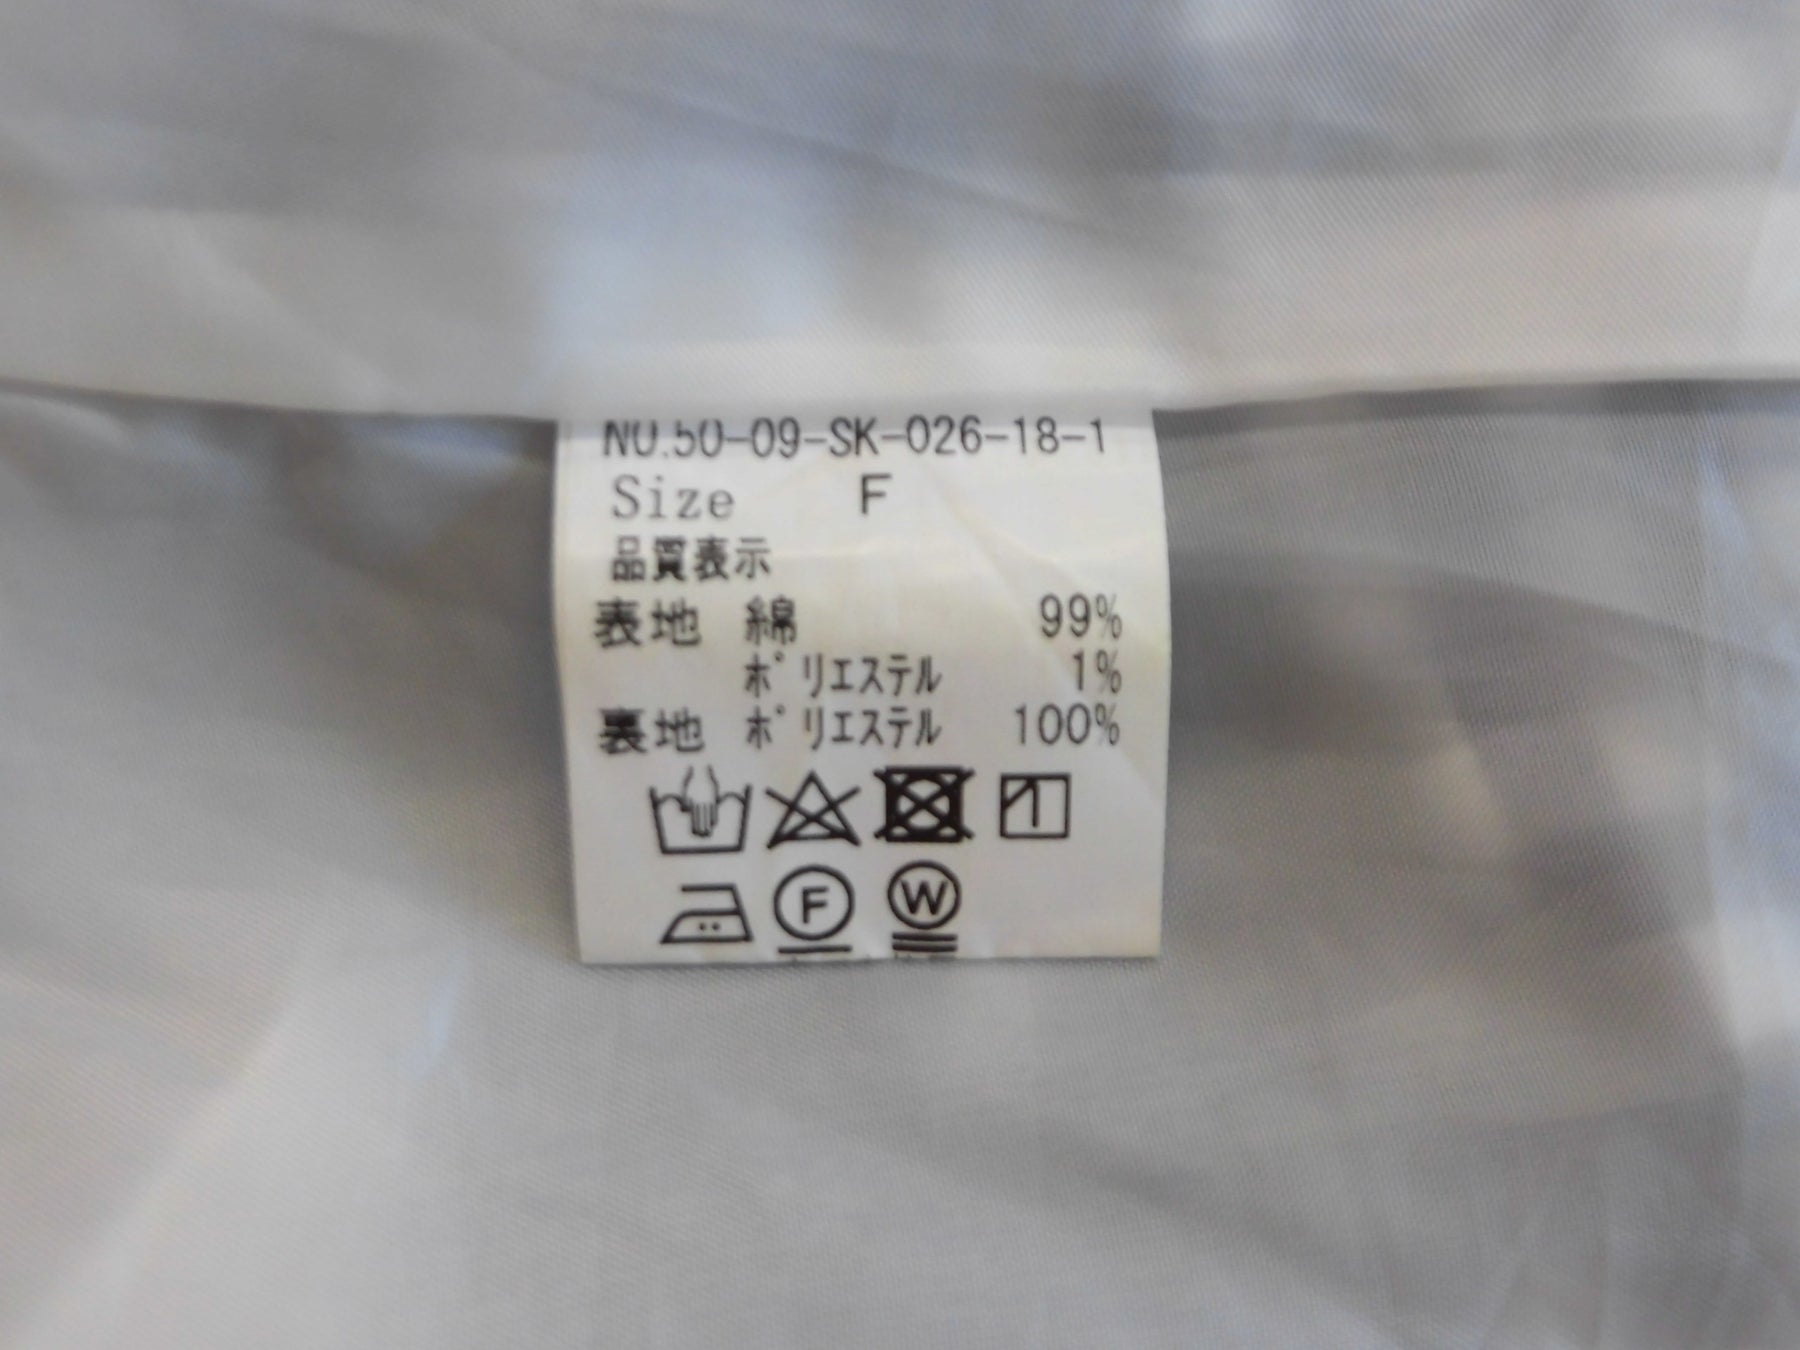 NO.50-09-SK-026-18-1
Size F
品質表示
表地 綿 99%
ポリエステル 1%
裏地 ポリエステル 100%
F W